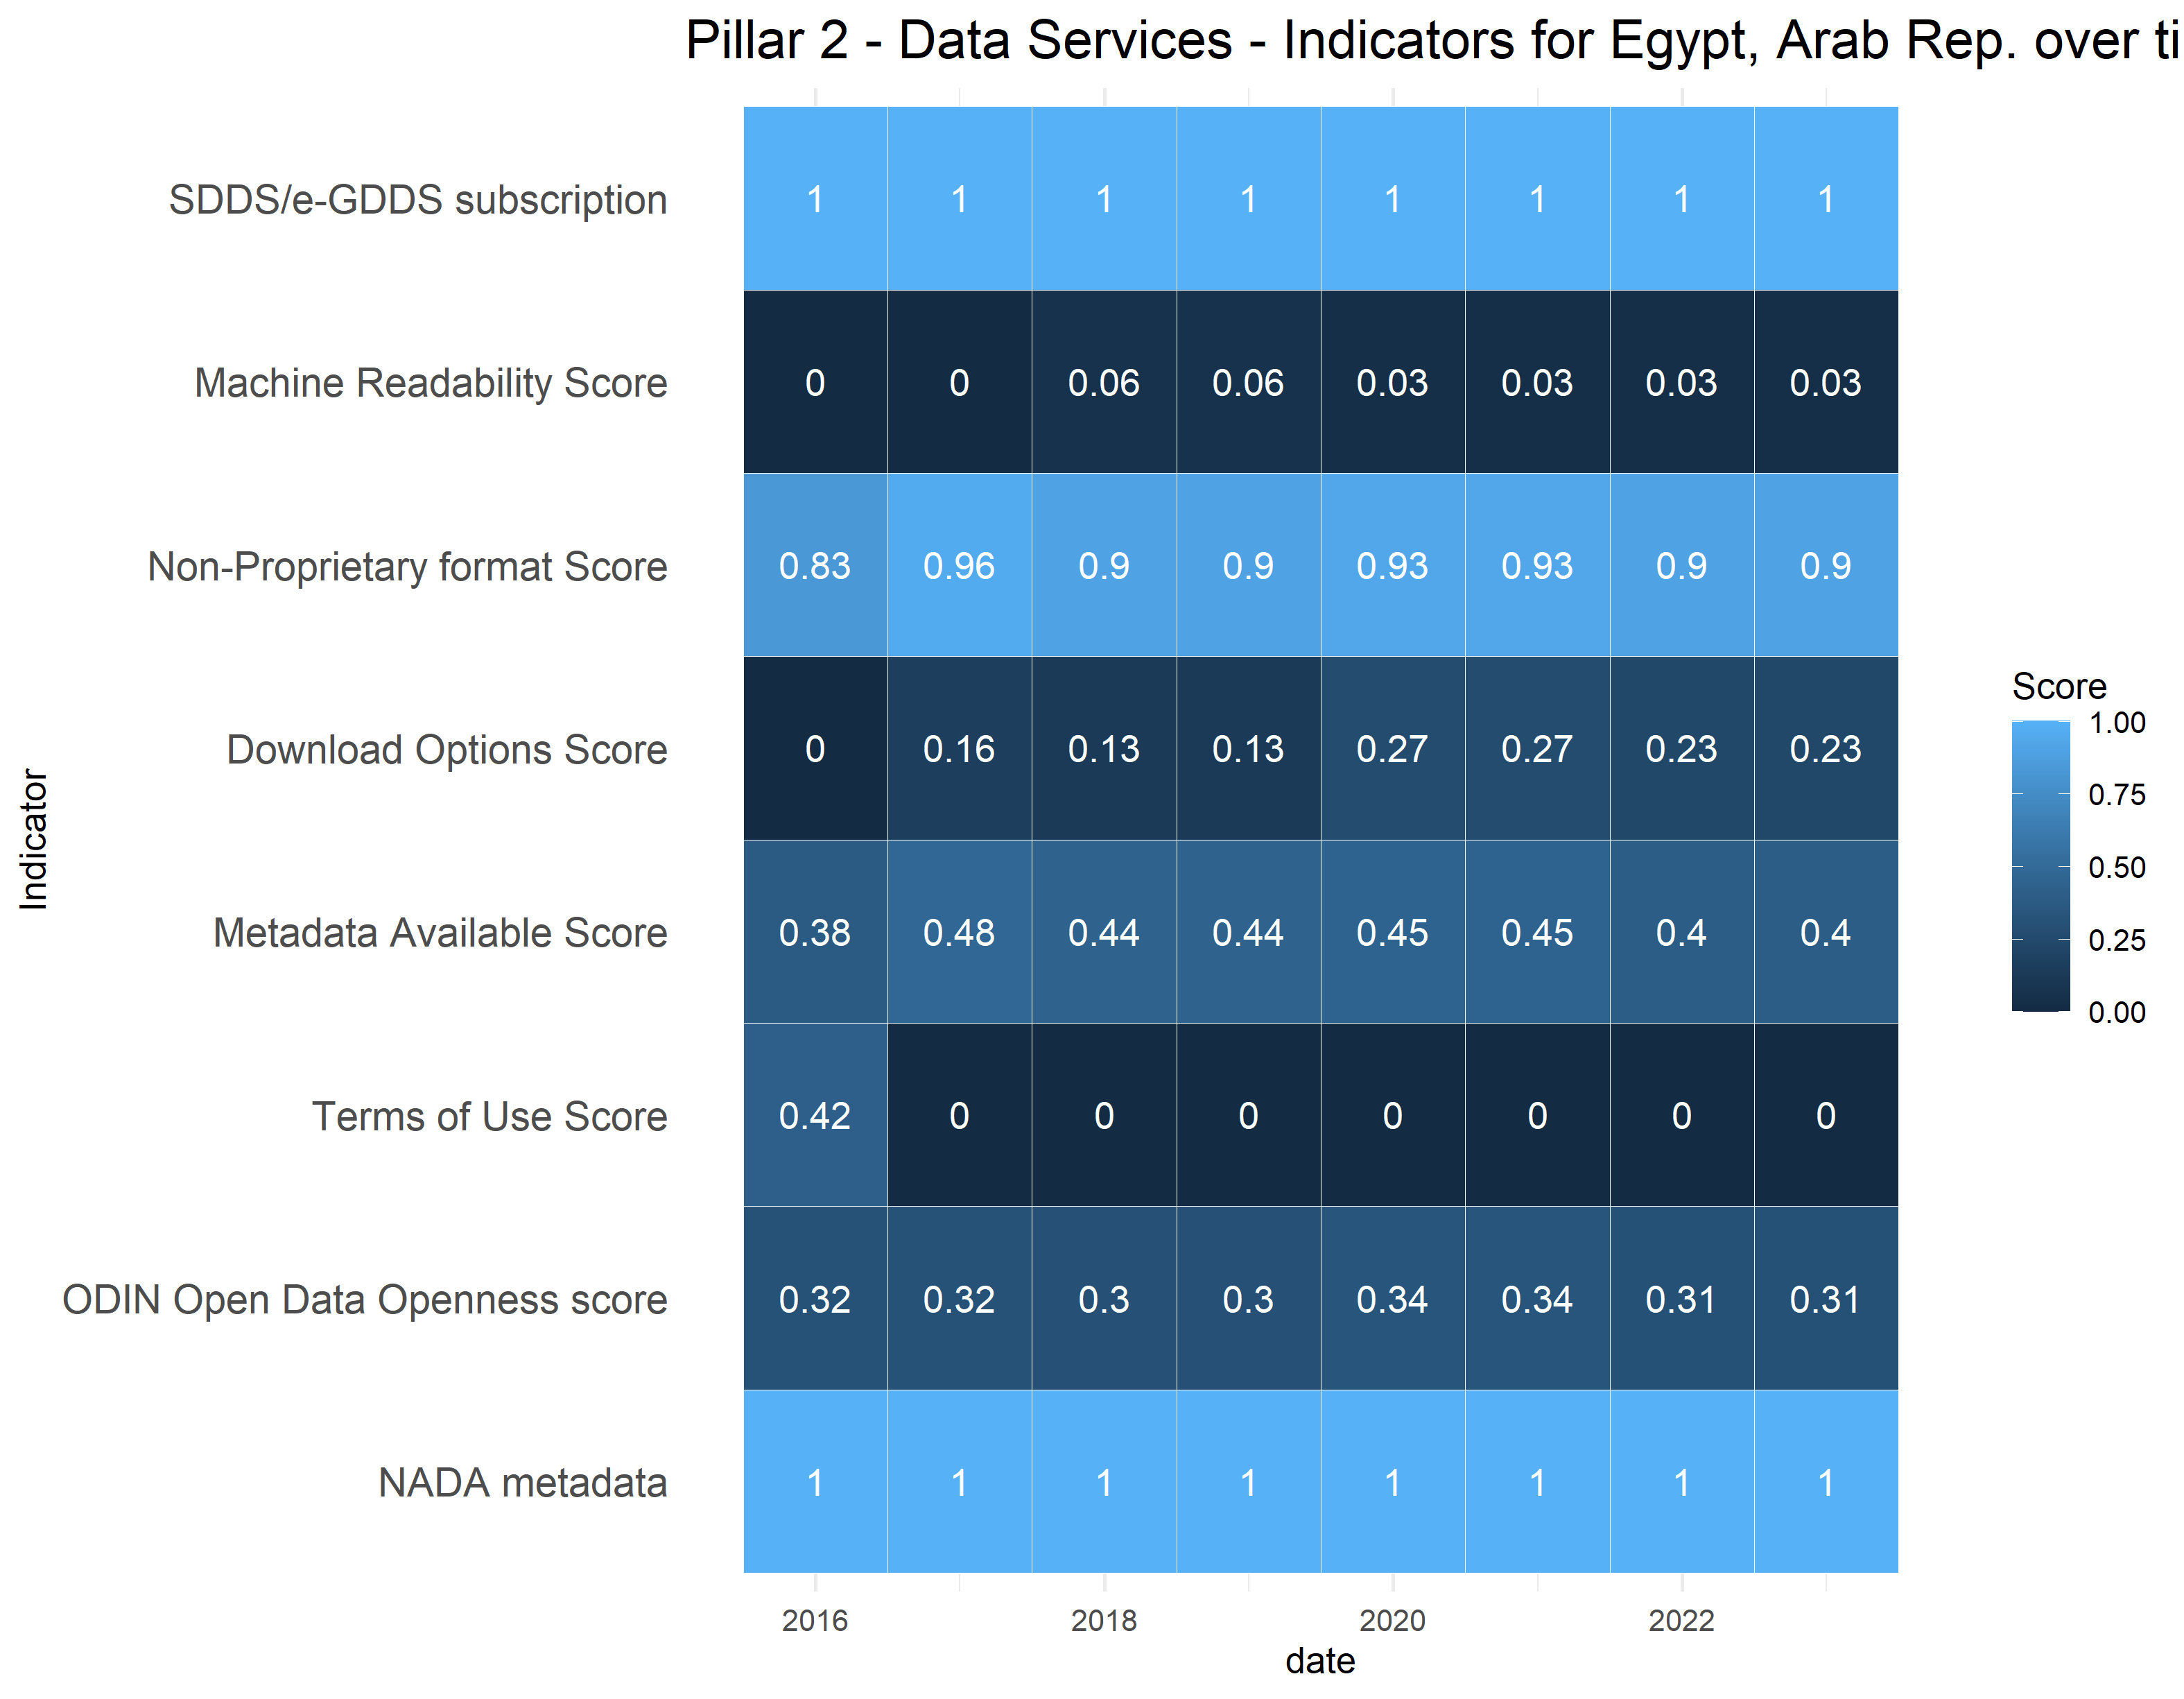 Pillar 2 - Data Services - Indicators for Egypt, Arab Rep. over ti
SDDS/e-GDDS subscription 1 1 1 1 1 1 1 1
Machine Readability Score 0 0 0.06 0.06 0.03 0.03 0.03 0.03
Non-Proprietary format Score 0.83 0.96 0.9 0.9 0.93 0.93 0.9 0.9
Download Options Score 0 0.16 0.13 0.13 0.27 0.27 0.23 0.23
Metadata Available Score 0.38 0.48 0.44 0.44 0.45 0.45 0.4 0.4
Terms of Use Score 0.42 0 0 0 0 0 0 0
ODIN Open Data Openness score 0.32 0.32 0.3 0.3 0.34 0.34 0.31 0.31
NADA metadata 1 1 1 1 1 1 1 1
2016 2018 2020 2022
date
Indicator
Score
1.00
0.75
0.50
0.25
0.00